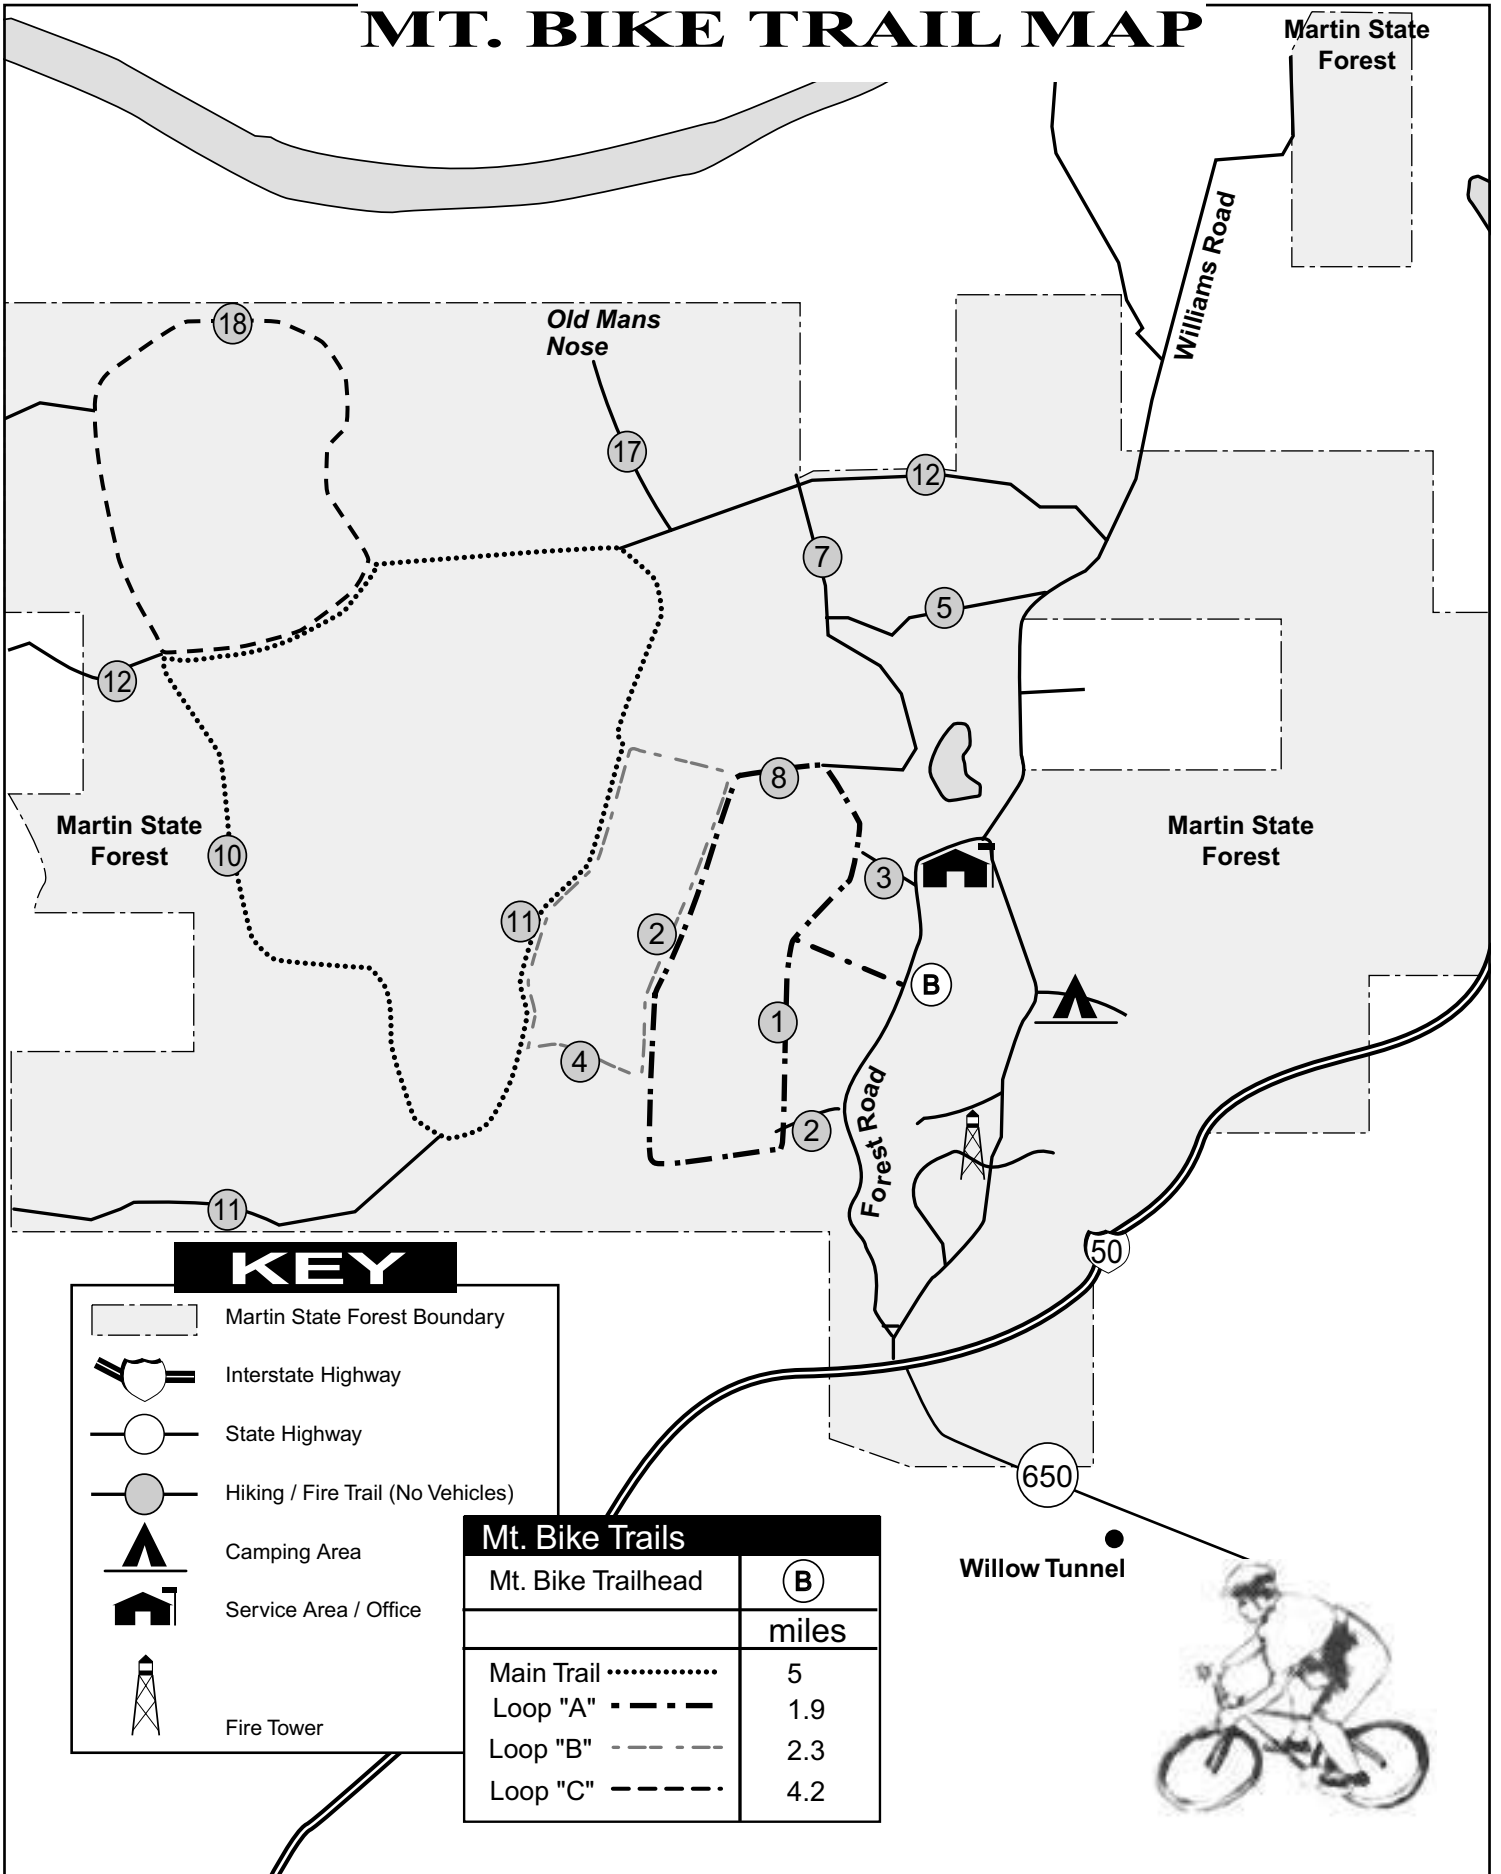 MT. BIKE TRAIL MAP
Martin State
Forest
Williams Road
18
Old Mans
Nose
17
12
7
5
12
8
Martin State
Forest
Martin State
Forest
10
3
11
2
B
1
4
Forest Road
2
11
50
KEY
Martin State Forest Boundary
Interstate Highway
State Highway
Hiking / Fire Trail (No Vehicles)
Camping Area
Service Area / Office
Fire Tower
650
Willow Tunnel
Mt. Bike Trails
Mt. Bike Trailhead B
miles
Main Trail 5
Loop "A" 1.9
Loop "B" 2.3
Loop "C" 4.2